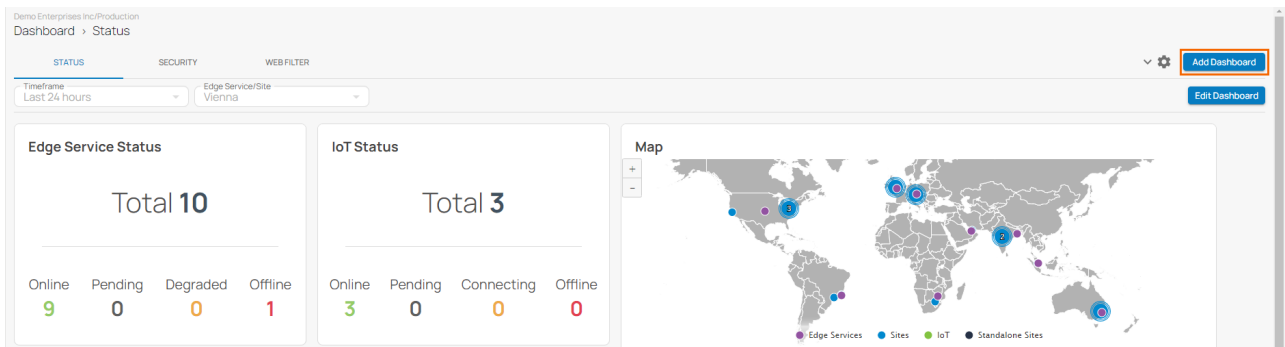 Demo Enterprises Inc/Production
Dashboard > Status
STATUS SECURITY WEB FILTER Add Dashboard
Timeframe Edge Service/Site
Last 24 hours Vienna Edit Dashboard
Edge Service Status IoT Status Map
+
−
Total 10 Total 3
3
2
Online Pending Degraded Offline Online Pending Connecting Offline
9 0 0 1 3 0 0 0
Edge Services Sites IoT Standalone Sites